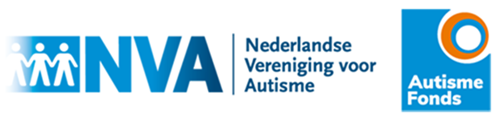 NVA
Nederlandse
Vereniging voor
Autisme
Autisme
Fonds